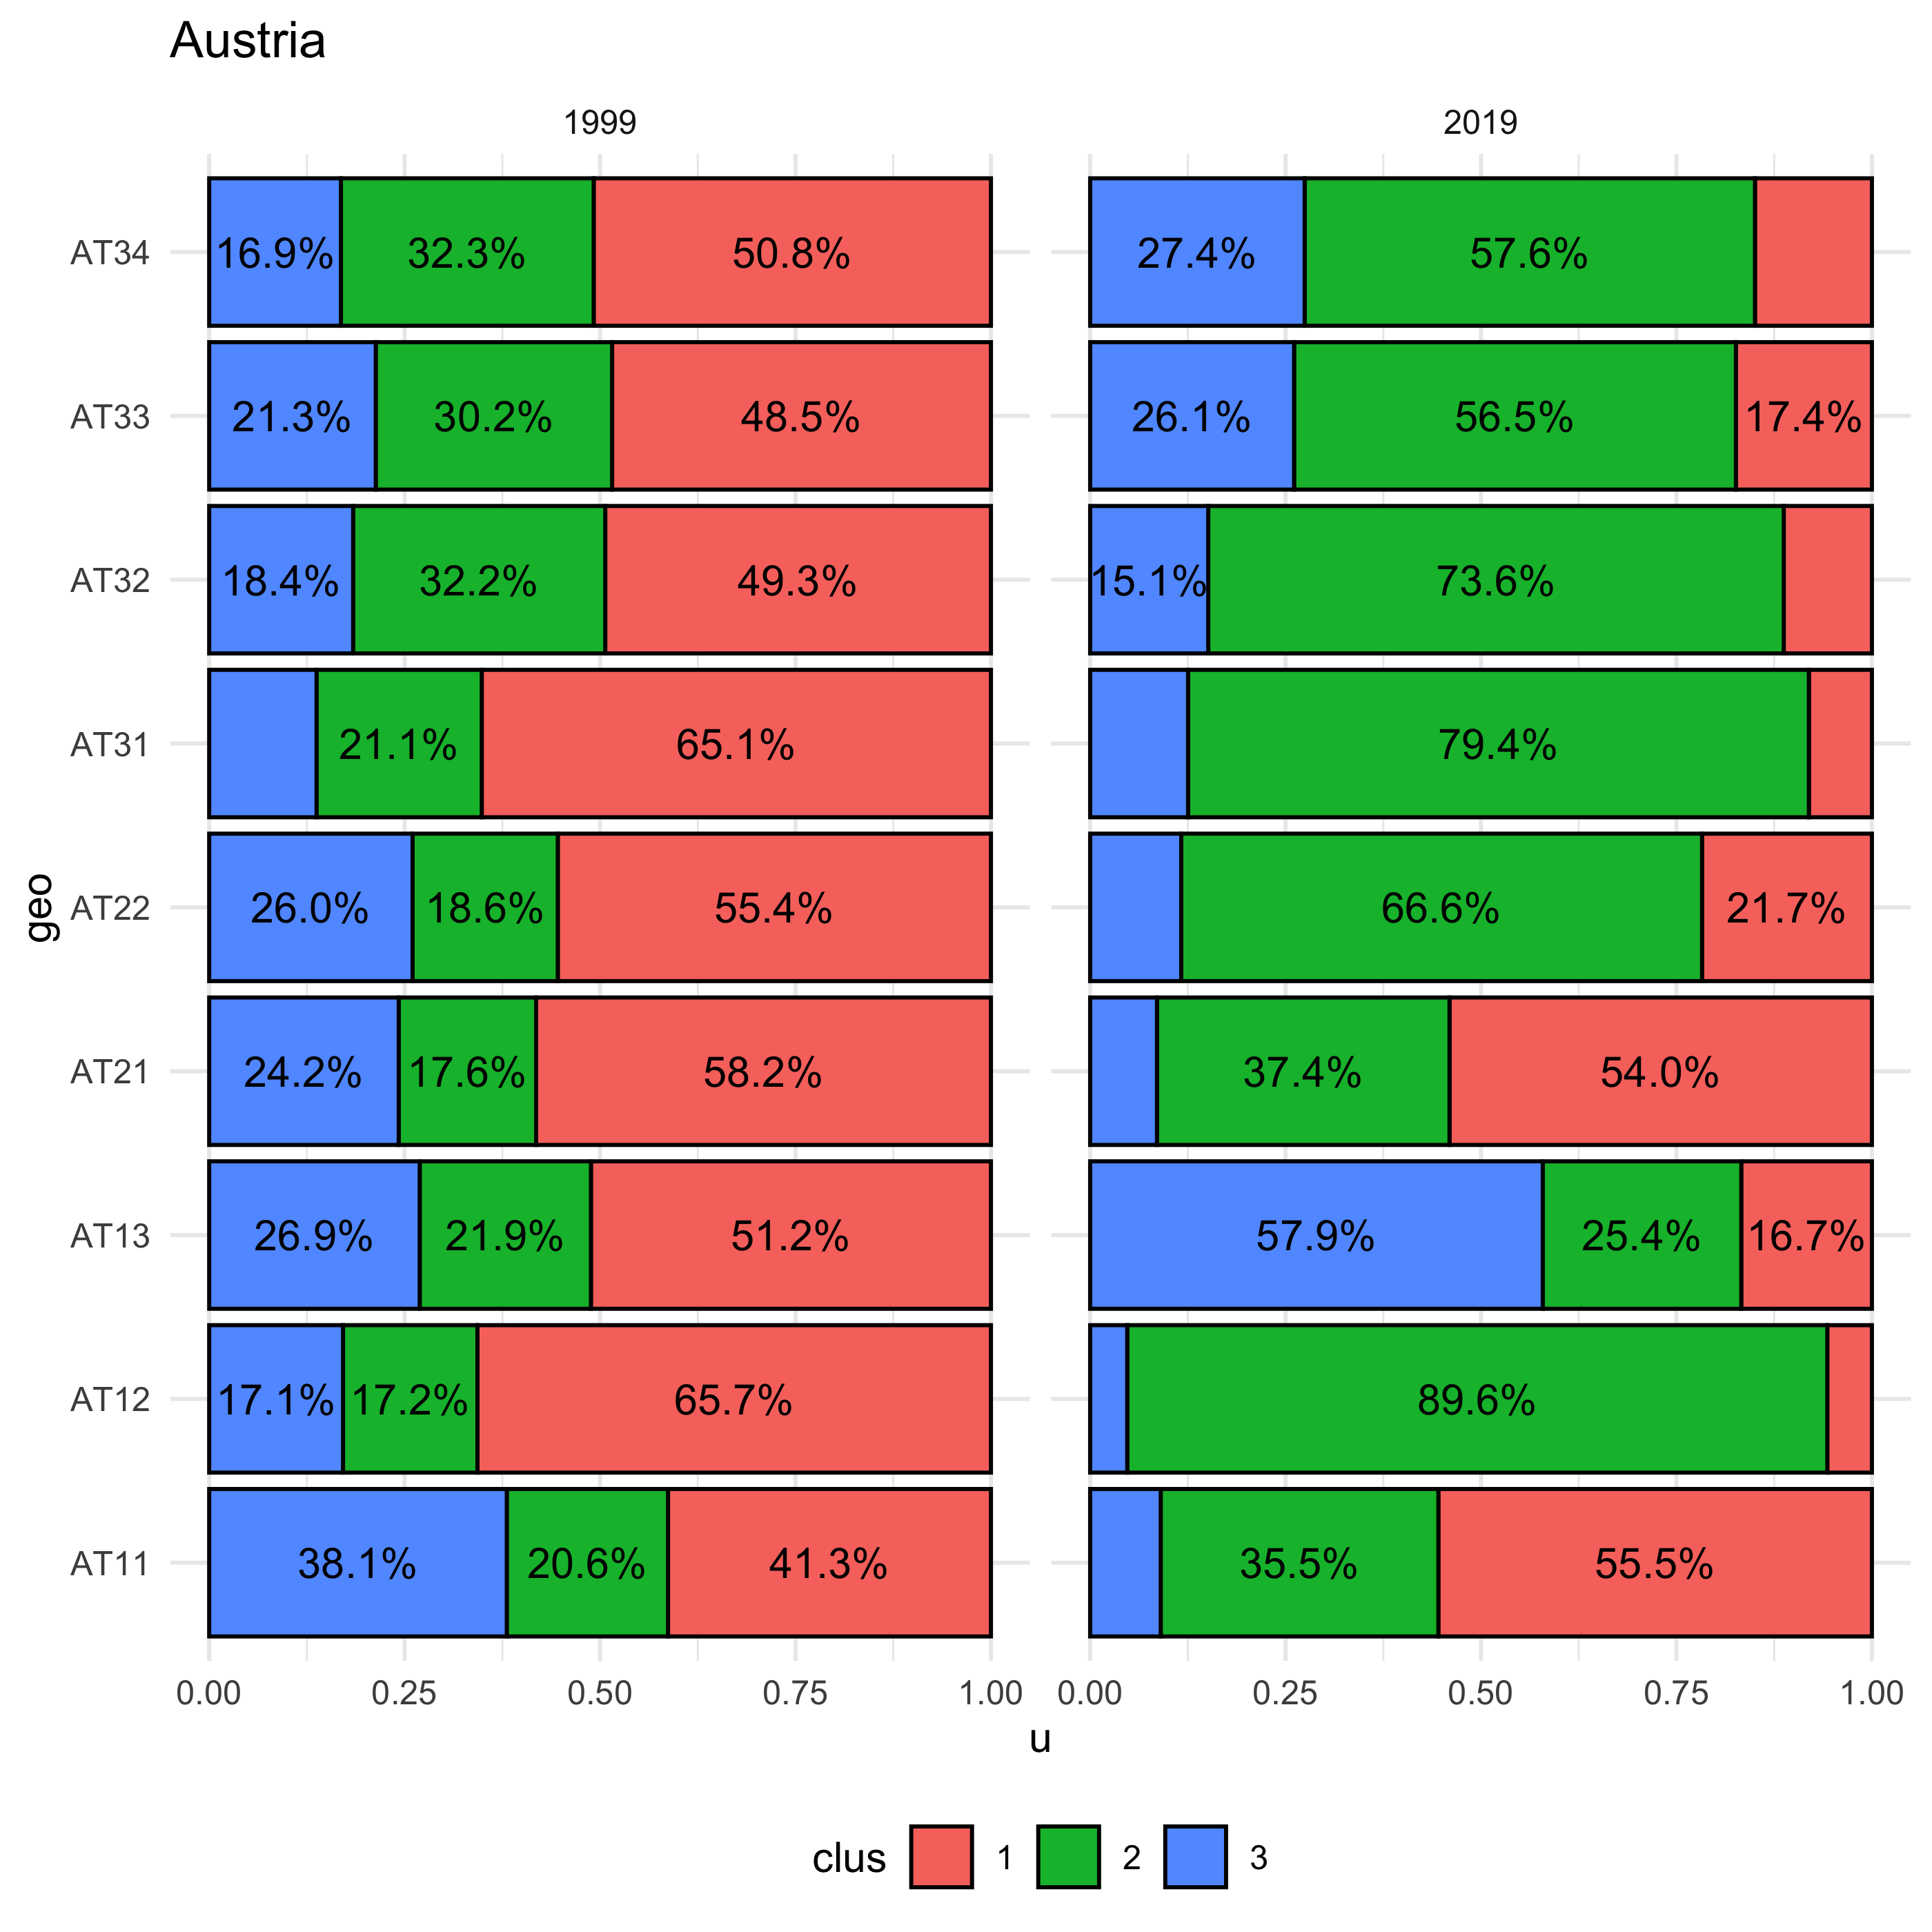 Austria
1999 2019
AT34 16.9% 32.3% 50.8% 27.4% 57.6%
AT33 21.3% 30.2% 48.5% 26.1% 56.5% 17.4%
AT32 18.4% 32.2% 49.3% 15.1% 73.6%
AT31 21.1% 65.1% 79.4%
geo
AT22 26.0% 18.6% 55.4% 66.6% 21.7%
AT21 24.2% 17.6% 58.2% 37.4% 54.0%
AT13 26.9% 21.9% 51.2% 57.9% 25.4% 16.7%
AT12 17.1% 17.2% 65.7% 89.6%
AT11 38.1% 20.6% 41.3% 35.5% 55.5%
0.00 0.25 0.50 0.75 1.00 0.00 0.25 0.50 0.75 1.00
u
clus 1 2 3